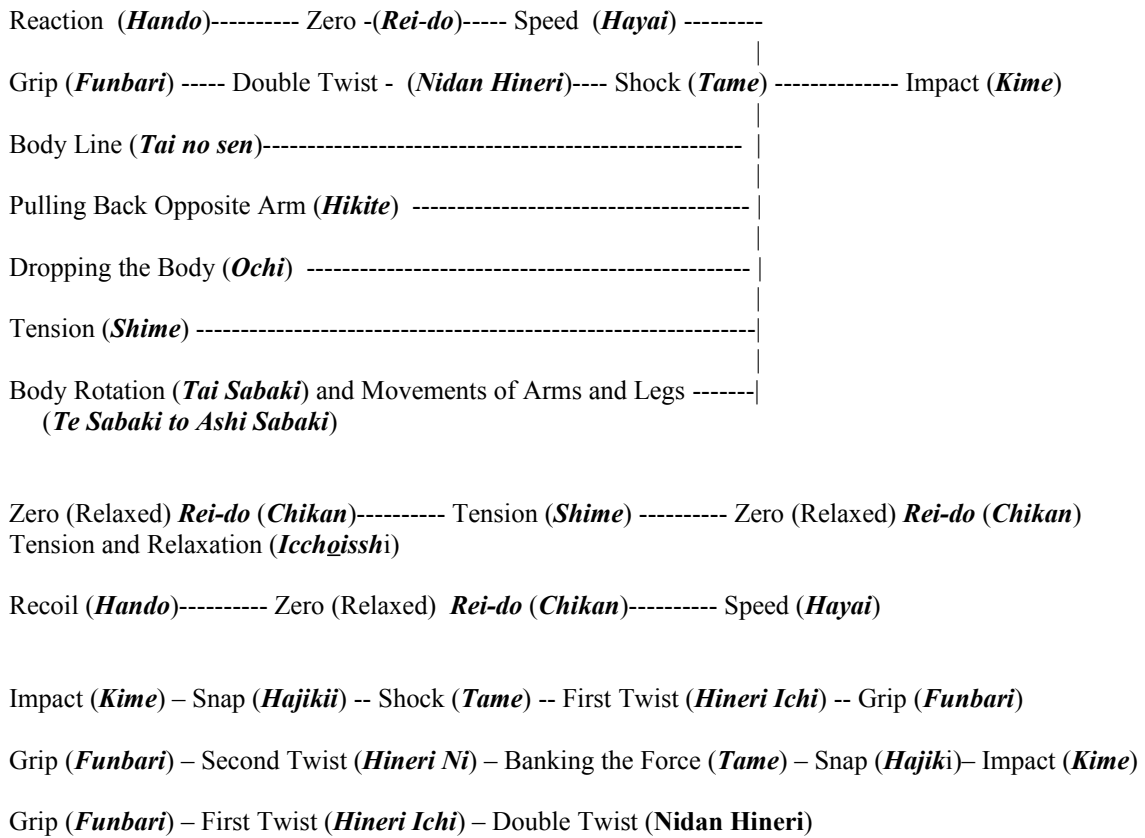 Reaction (Hando)---------- Zero -(Rei-do)----- Speed (Hayai) ---------
|
Grip (Funbari) ----- Double Twist - (Nidan Hineri)---- Shock (Tame) -------------- Impact (Kime)
|
Body Line (Tai no sen)------------------------------------------------------ |
|
Pulling Back Opposite Arm (Hikite) -------------------------------------- |
|
Dropping the Body (Ochi) -------------------------------------------------- |
|
Tension (Shime) ---------------------------------------------------------------|
|
Body Rotation (Tai Sabaki) and Movements of Arms and Legs -------|
(Te Sabaki to Ashi Sabaki)
Zero (Relaxed) Rei-do (Chikan)---------- Tension (Shime) ---------- Zero (Relaxed) Rei-do (Chikan)
Tension and Relaxation (Icchoisshi)
Recoil (Hando)---------- Zero (Relaxed) Rei-do (Chikan)---------- Speed (Hayai)
Impact (Kime) – Snap (Hajikii) -- Shock (Tame) -- First Twist (Hineri Ichi) -- Grip (Funbari)
Grip (Funbari) – Second Twist (Hineri Ni) – Banking the Force (Tame) – Snap (Hajiki)– Impact (Kime)
Grip (Funbari) – First Twist (Hineri Ichi) – Double Twist (Nidan Hineri)